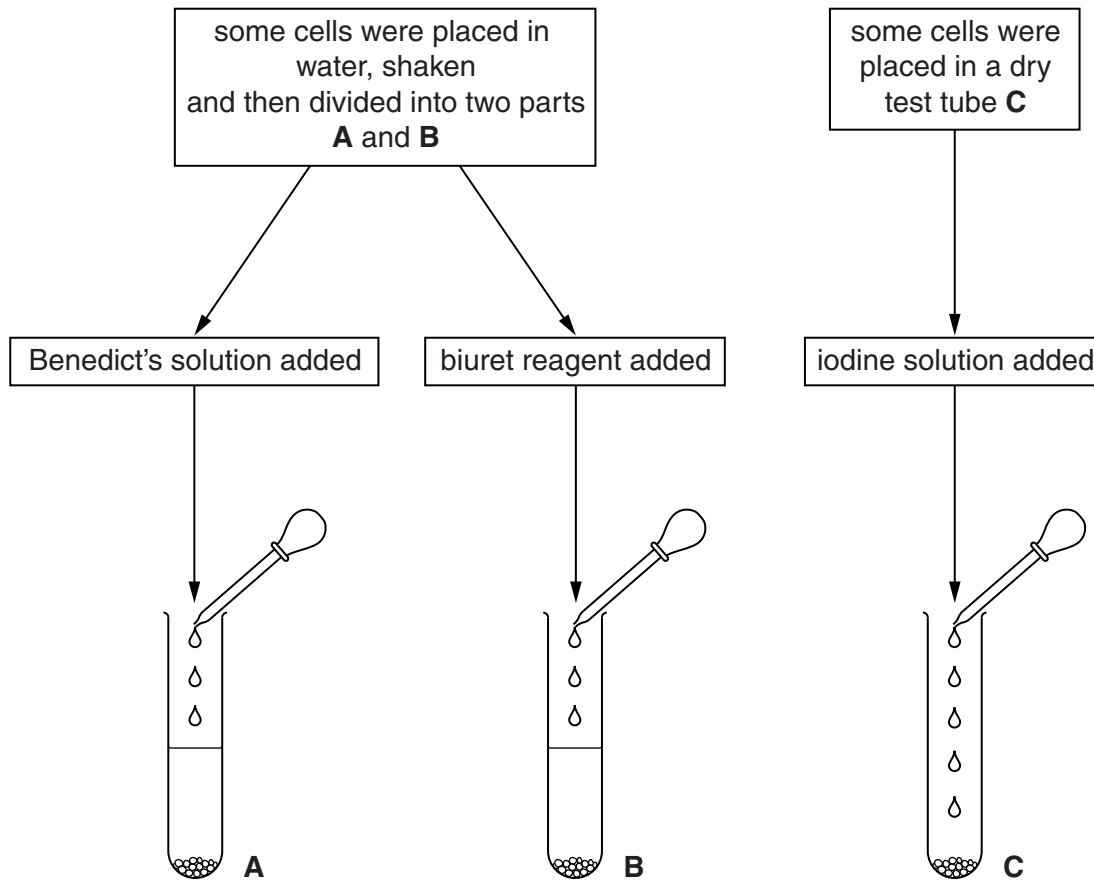 some cells were placed in
water, shaken
and then divided into two parts
A and B
some cells were
placed in a dry
test tube C
Benedict's solution added
biuret reagent added
iodine solution added
A
B
C